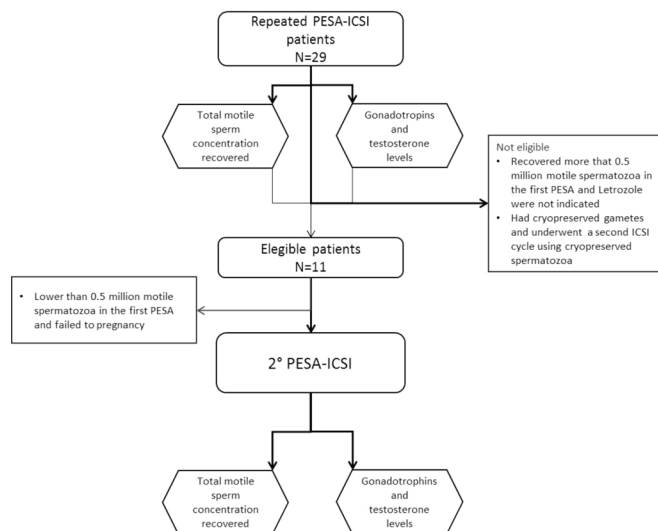 Repeated PESA-ICSI
patients
N=29
Total motile
sperm
concentration
recovered
Gonadotropins
and
testosterone
levels
Not eligible
• Recovered more that 0.5
million motile spermatozoa in
the first PESA and Letrozole
were not indicated
• Had cryopreserved gametes
and underwent a second ICSI
cycle using cryopreserved
spermatozoa
Elegible patients
N=11
• Lower than 0.5 million motile
spermatozoa in the first PESA
and failed to pregnancy
2° PESA-ICSI
Total motile
sperm
concentration
recovered
Gonadotrophins
and
testosterone
levels